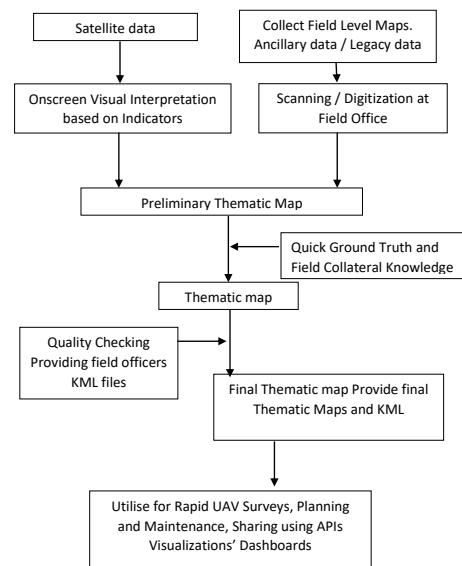 Satellite data
Collect Field Level Maps.
Ancillary data / Legacy data
Onscreen Visual Interpretation
based on Indicators
Scanning / Digitization at
Field Office
Preliminary Thematic Map
Quick Ground Truth and
Field Collateral Knowledge
Thematic map
Quality Checking
Providing field officers
KML files
Final Thematic map Provide final
Thematic Maps and KML
Utilise for Rapid UAV Surveys, Planning
and Maintenance, Sharing using APIs
Visualizations’ Dashboards